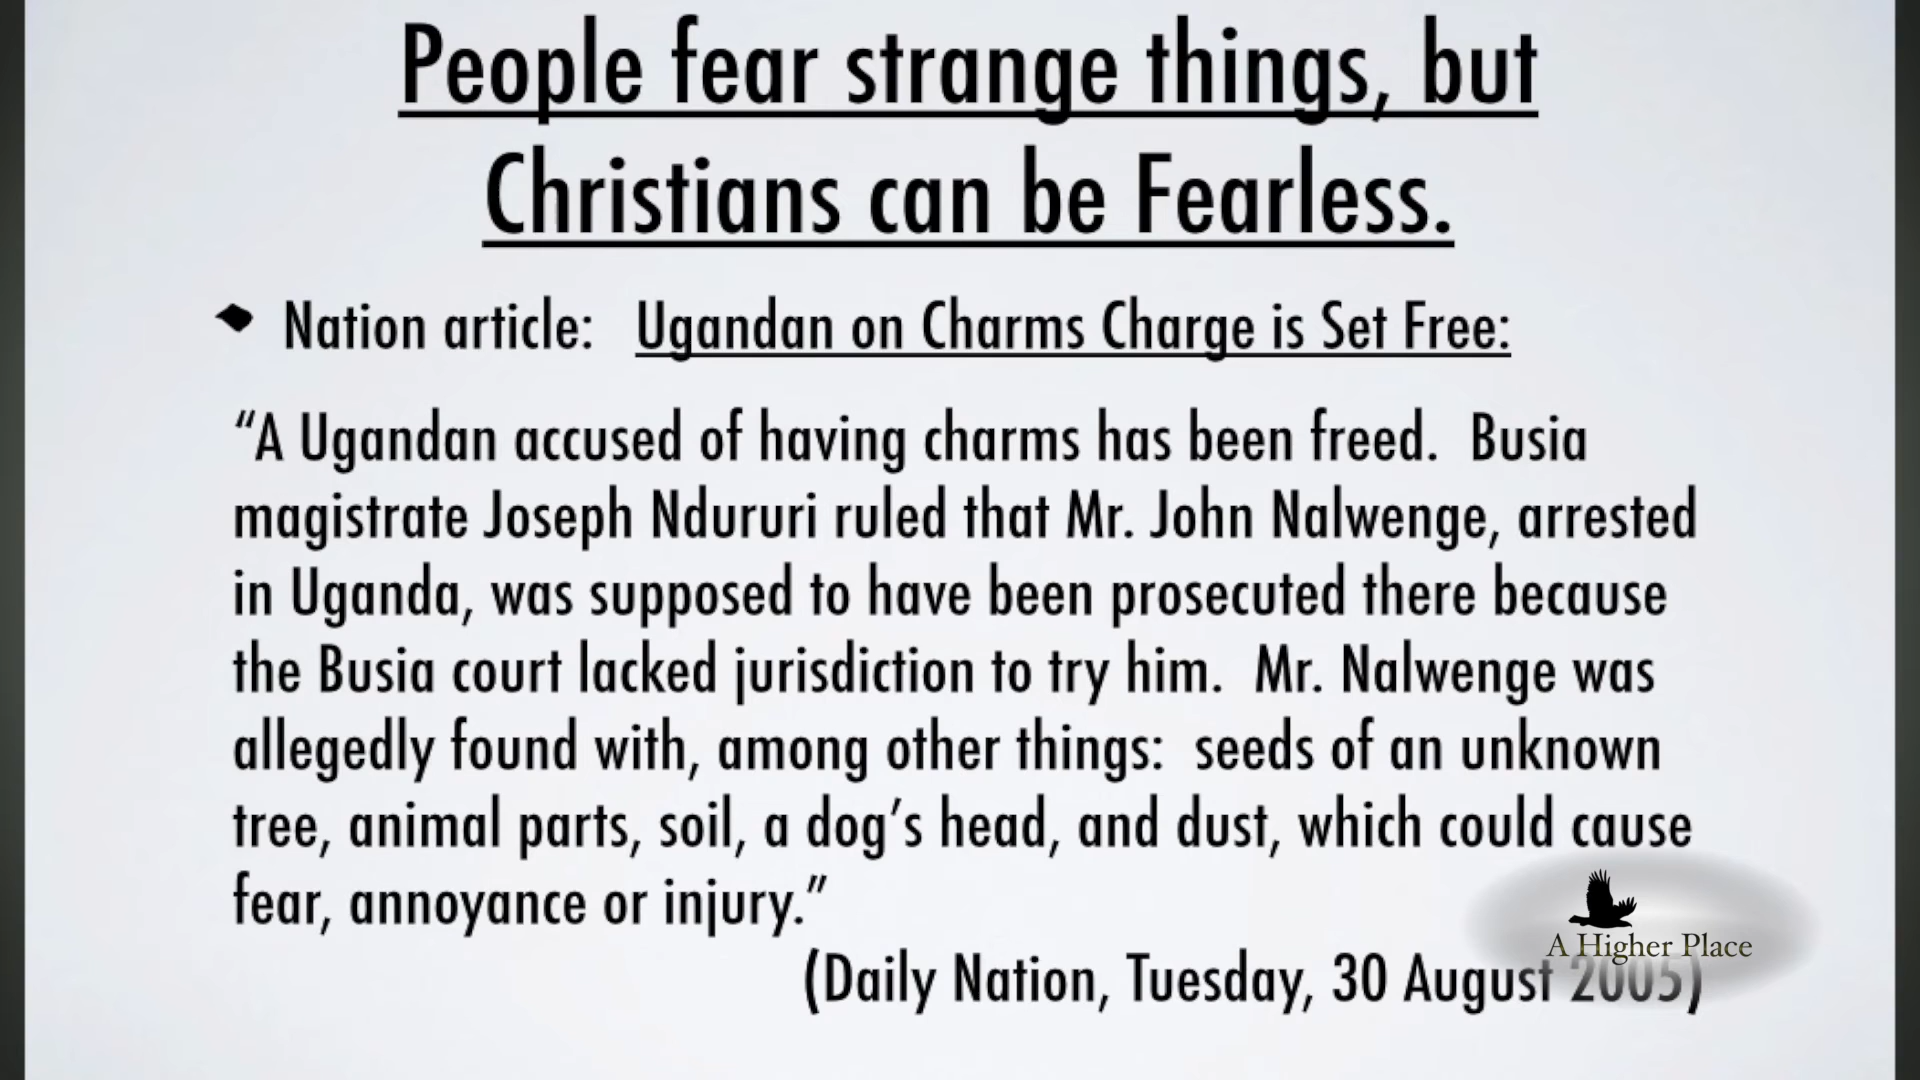 People fear strange things, but
Christians can be Fearless.
Nation article: Ugandan on Charms Charge is Set Free:
“A Ugandan accused of having charms has been freed. Busia
magistrate Joseph Ndururi ruled that Mr. John Nalwenge, arrested
in Uganda, was supposed to have been prosecuted there because
the Busia court lacked jurisdiction to try him. Mr. Nalwenge was
allegedly found with, among other things: seeds of an unknown
tree, animal parts, soil, a dog’s head, and dust, which could cause
fear, annoyance or injury.”
A Higher Place
(Daily Nation, Tuesday, 30 August 2005)